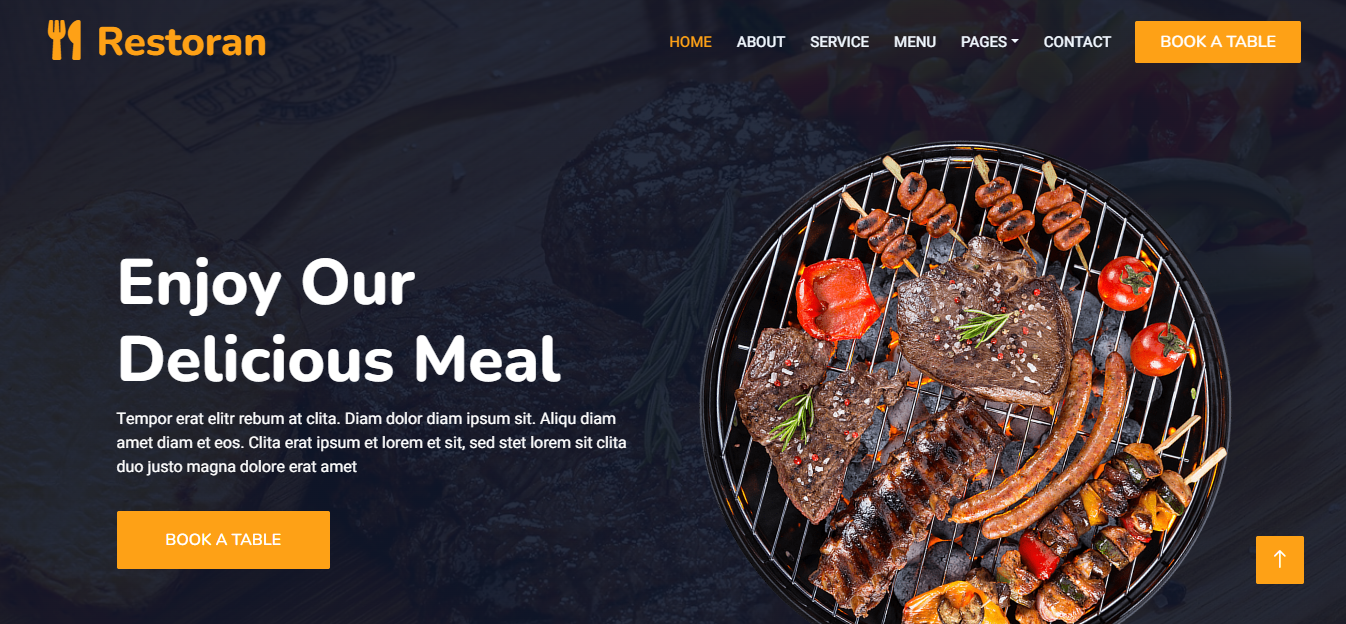 Restoran
HOME ABOUT SERVICE MENU PAGES CONTACT BOOK A TABLE
Enjoy Our
Delicious Meal
Tempor erat elitr rebum at clita. Diam dolor diam ipsum sit. Aliqu diam
amet diam et eos. Clita erat ipsum et lorem et sit, sed stet lorem sit clita
duo justo magna dolore erat amet
BOOK A TABLE